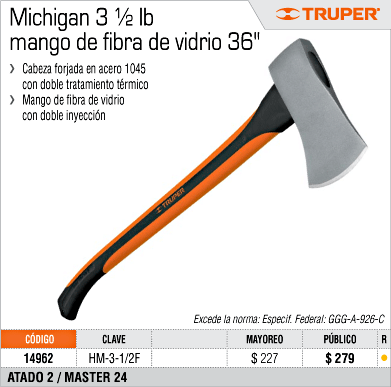 Michigan 3 ½ lb
mango de fibra de vidrio 36"
TRUPER®
› Cabeza forjada en acero 1045
con doble tratamiento térmico
› Mango de fibra de vidrio
con doble inyección
TRUPER
Excede la norma: Especif. Federal: GGG-A-926-C
CÓDIGO CLAVE MAYOREO PÚBLICO R
14962 HM-3-1/2F $ 227 $ 279
ATADO 2 / MASTER 24